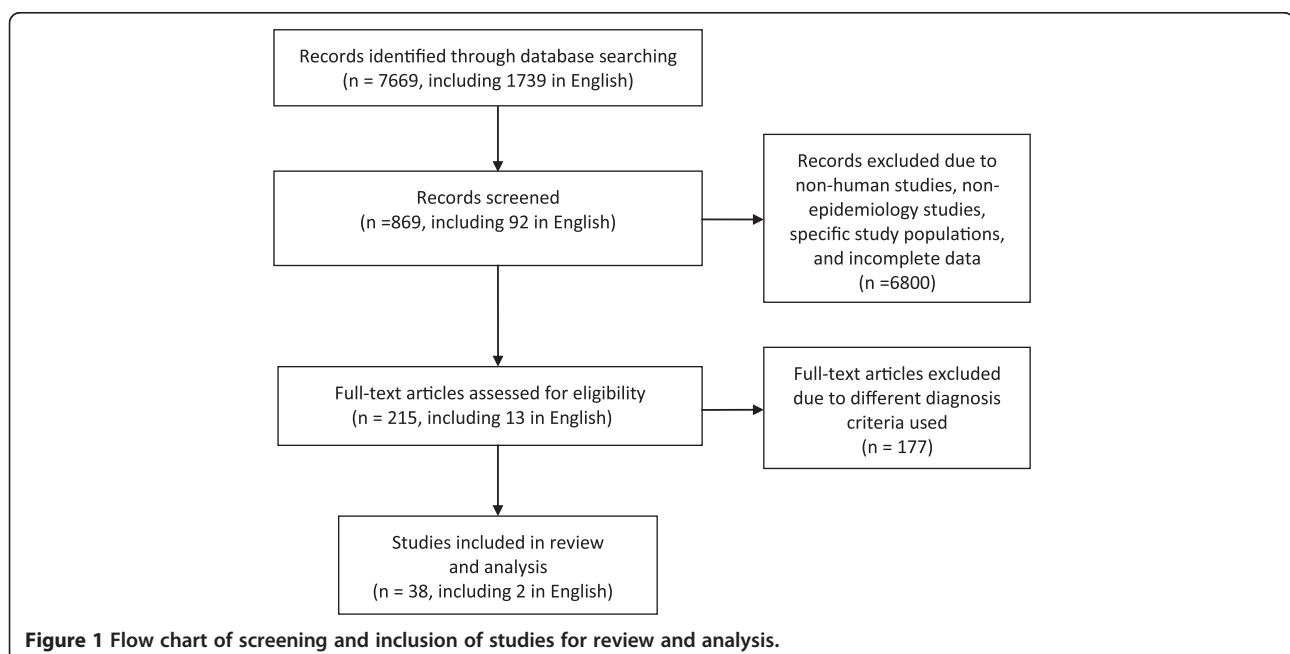 Records identified through database searching
(n = 7669, including 1739 in English)
Records screened
(n =869, including 92 in English)
Records excluded due to
non-human studies, non-
epidemiology studies,
specific study populations,
and incomplete data
(n =6800)
Full-text articles assessed for eligibility
(n = 215, including 13 in English)
Full-text articles excluded
due to different diagnosis
criteria used
(n = 177)
Studies included in review
and analysis
(n = 38, including 2 in English)
Figure 1 Flow chart of screening and inclusion of studies for review and analysis.